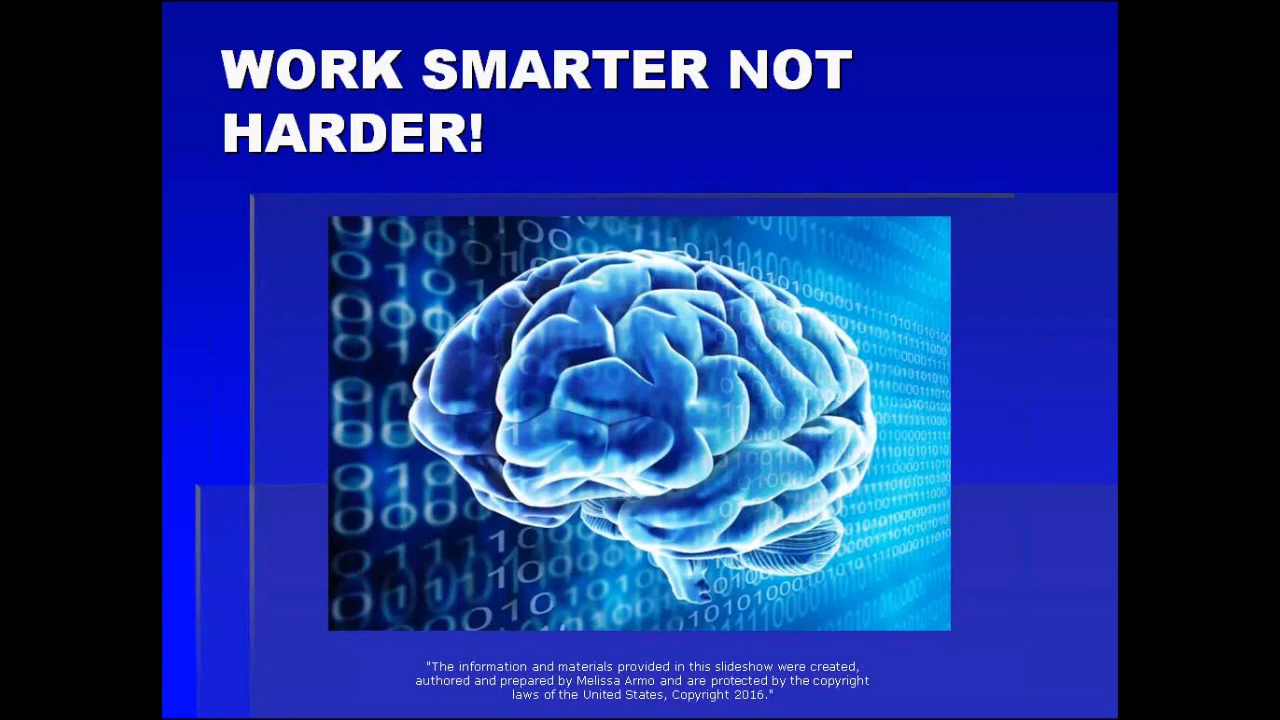 WORK SMARTER NOT
HARDER!
"The information and materials provided in this slideshow were created,
authored and prepared by Melissa Armo and are protected by the copyright
laws of the United States, Copyright 2016."